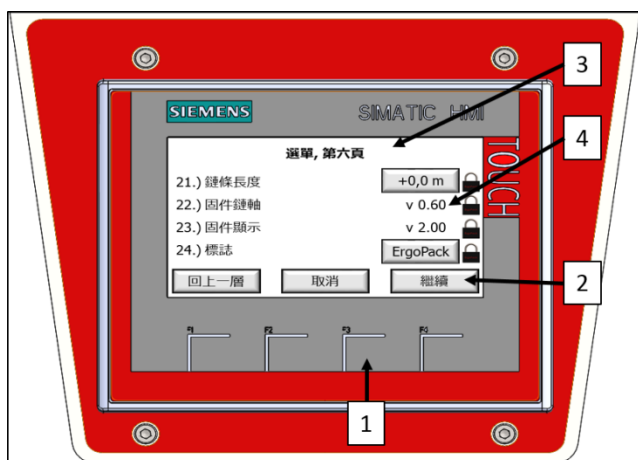 3
SIEMENS
SIMATIC HMI
TOUCH
4
選單, 第六頁
21.) 鏈條長度
+0,0 m
22.) 固件鏈軸
v 0.60
23.) 固件顯示
v 2.00
24.) 標誌
ErgoPack
回上一層
取消
繼續
2
F1
F2
F3
F4
1